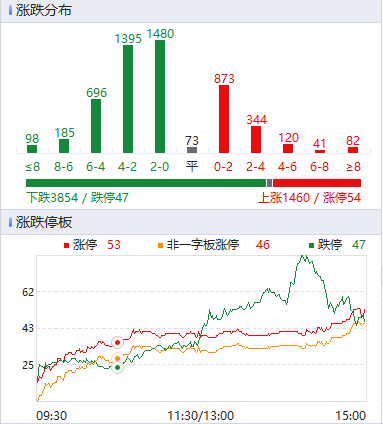 涨跌分布
98 185 696 1395 1480 73 873 344 120 41 82
≤8 8-6 6-4 4-2 2-0 平 0-2 2-4 4-6 6-8 ≥8
下跌3854 / 跌停47 上涨1460 / 涨停54
涨跌停板
涨停 53 非一字板涨停 46 跌停 47
62
43
25
09:30 11:30/13:00 15:00